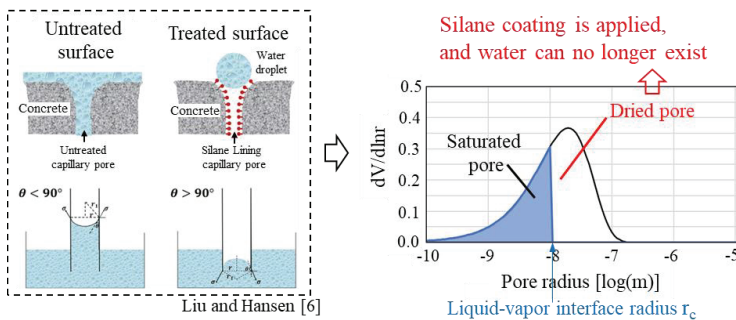 Untreated
surface
Treated surface
Water
droplet
Concrete
Concrete
Untreated
capillary pore
Silane Lining
capillary pore
θ < 90°
θ > 90°
Liu and Hansen [6]
Silane coating is applied,
and water can no longer exist
0.5
0.4
0.3
0.2
0.1
0.0
dV/dlnr
Saturated
pore
Dried pore
-10
-9
-8
-7
-6
-5
Pore radius [log(m)]
Liquid-vapor interface radius r꜀